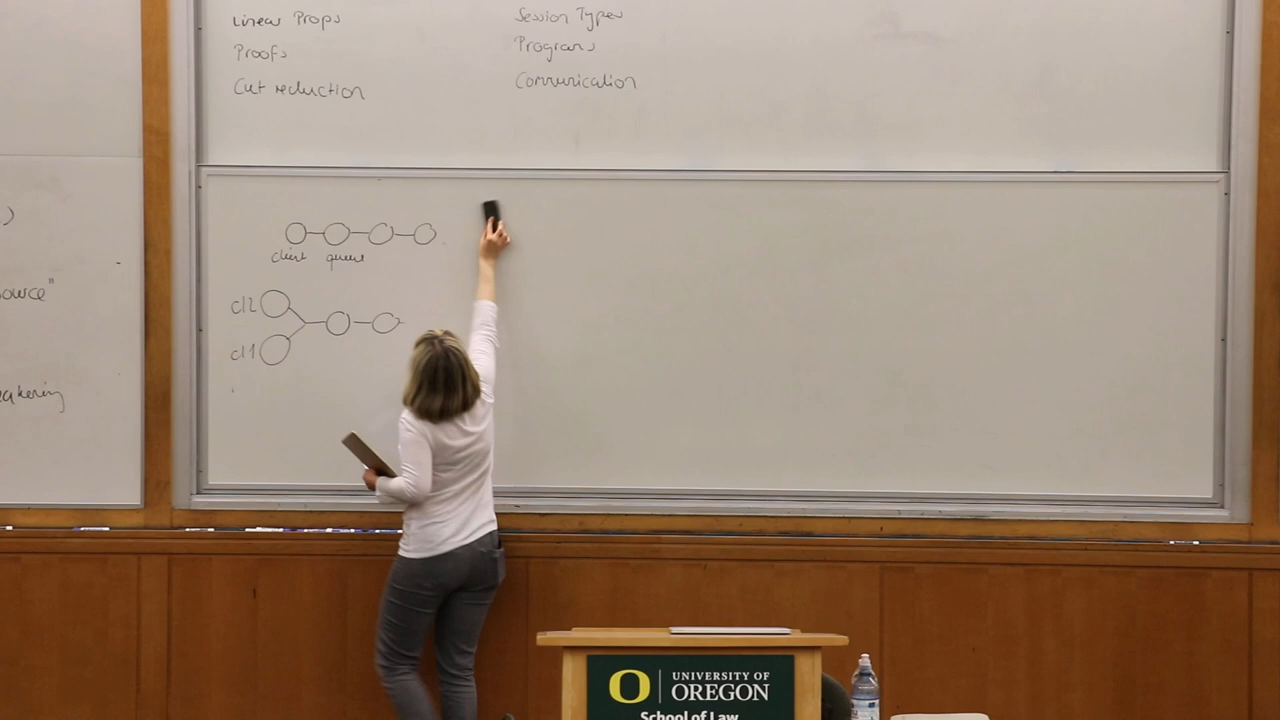 Linear Props
Proofs
Cut reduction
Session Types
Programs
Communication
)
ource"
eakening
client queue
cl2
cl1
UNIVERSITY OF
OREGON
School of Law